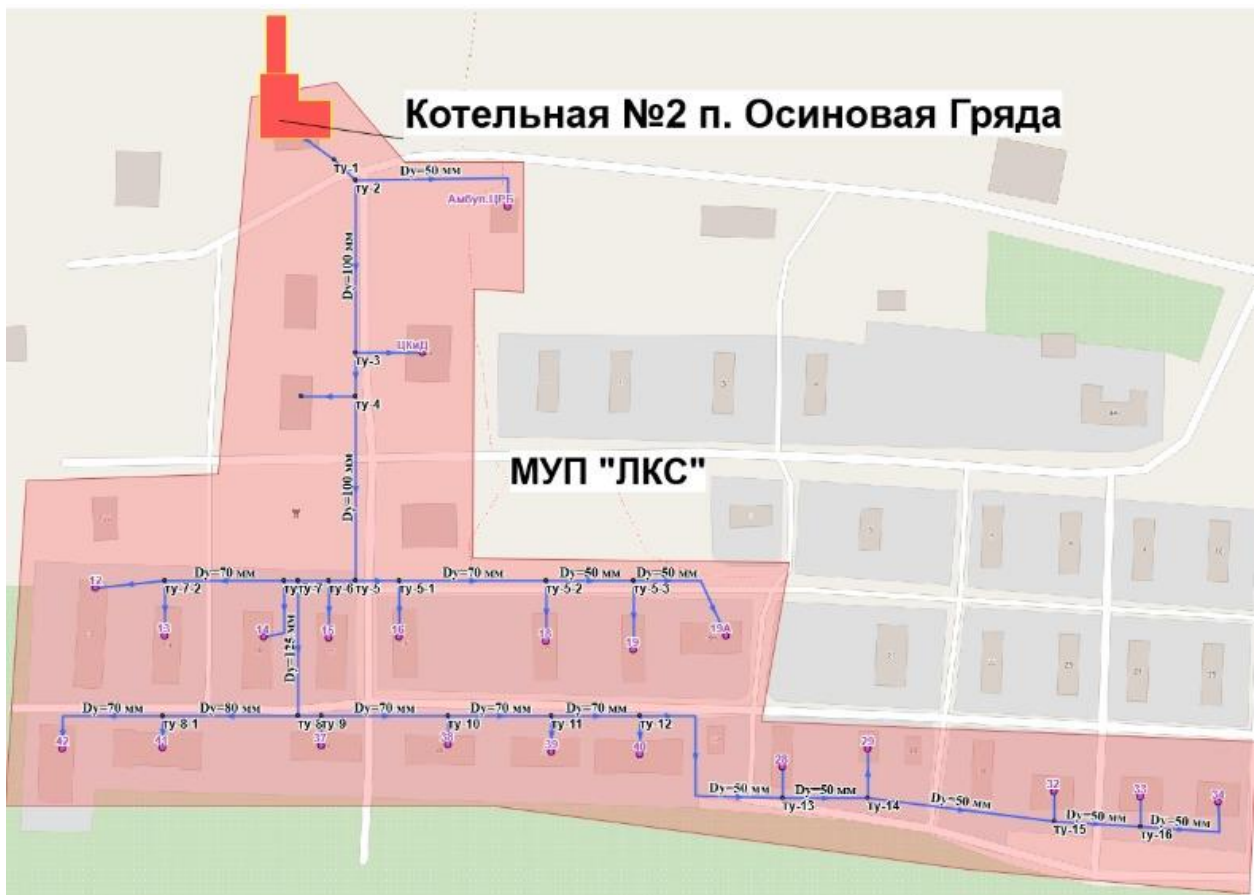 Котельная №2 п. Осиновая Гряда
ту-1
Dy=50 мм
ту-2
Амбул.ЦРБ
Dy=100 мм
ЦКиД
ту-3
ту-4
МУП "ЛКС"
Dy=100 мм
Dy=70 мм
Dy=70 мм
Dy=50 мм
Dy=50 мм
12
ту-7-2
ту-7
ту-6
ту-5
ту-5-1
ту-5-2
ту-5-3
13
14
15
16
18
19
19А
Dy=125 мм
Dy=70 мм
Dy=80 мм
Dy=70 мм
Dy=70 мм
Dy=70 мм
ту-8-1
ту-8
ту-9
ту-10
ту-11
ту-12
42
41
37
38
39
40
28
29
32
33
34
Dy=50 мм
Dy=50 мм
Dy=50 мм
Dy=50 мм
Dy=50 мм
ту-13
ту-14
ту-15
ту-16